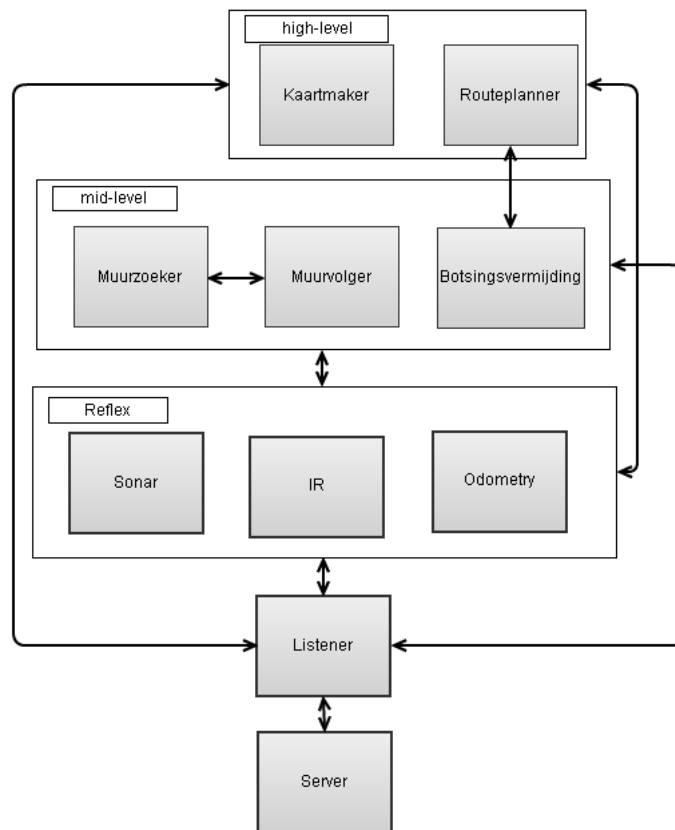 high-level
Kaartmaker
Routeplanner
mid-level
Muurzoeker
Muurvolger
Botsingsvermijding
Reflex
Sonar
IR
Odometry
Listener
Server